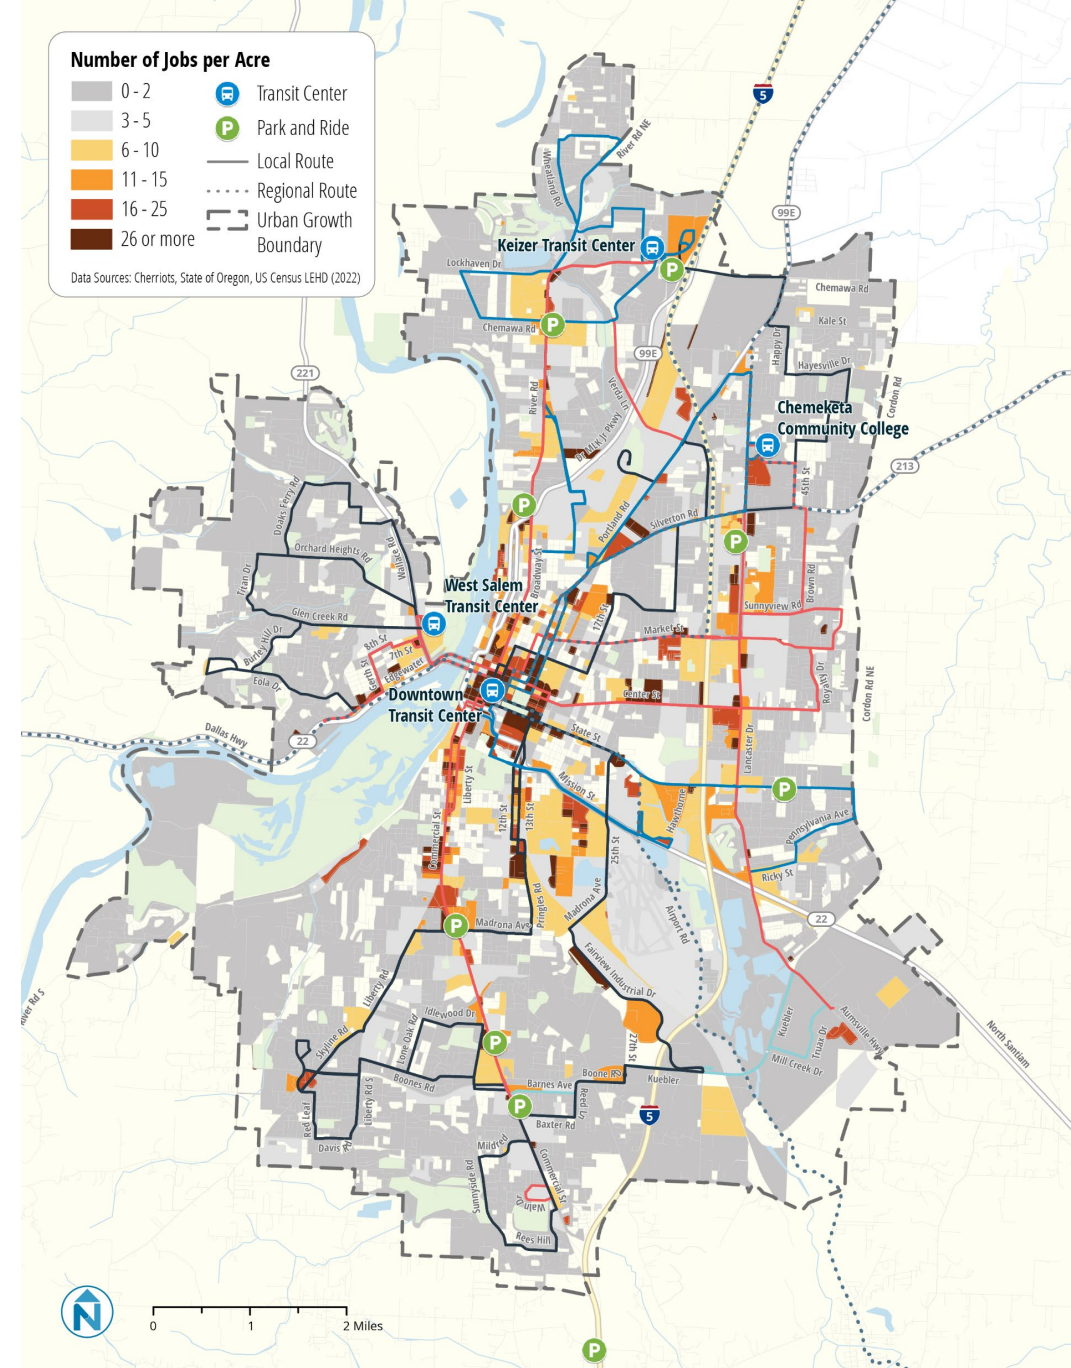 Number of Jobs per Acre
0 - 2
3 - 5
6 - 10
11 - 15
16 - 25
26 or more
Transit Center
P
Park and Ride
Local Route
Regional Route
Urban Growth
Boundary
Data Sources: Cherriots, State of Oregon, US Census LEHD (2022)
5
River Rd NE
Wheatland Rd
99E
Keizer Transit Center
Lockhaven Dr
P
Chemawa Rd
Kale St
Chemawa Rd
P
Happy Dr
99E
Hayesville Dr
221
River Rd
Verda Ln
Cordon Rd
Chemeketa
Community College
Dr MLK Jr Pkwy
213
45th St
Doaks Ferry Rd
P
Portland Rd
Silverton Rd
P
Orchard Heights Rd
Wallace Rd
Broadway St
Titan Dr
West Salem
Transit Center
Brown Rd
Sunnyview Rd
17th St
Glen Creek Rd
Market St
Burley Hill Dr
8th St
7th St
Edgewater
Gerth St
Eola Dr
Royalty Dr
Cordon Rd NE
Center St
Downtown
Transit Center
Dallas Hwy
22
State St
Lancaster Dr
Liberty St
Mission St
P
Hawthorne
Pennsylvania Ave
Commercial St
12th St
13th St
25th St
Ricky St
Pringles Rd
Madrona Ave
22
Airport Rd
P
Madrona Ave
Fairview Industrial Dr
Liberty Rd
River Rd S
Idlewood Dr
Kuebler
Aumsville Hwy
Skyline Rd
Lone Oak Rd
P
27th St
Truax Dr
North Santiam
Mill Creek Dr
Boones Rd
Barnes Ave
Boone Rd
Kuebler
Liberty Rd S
Red Leaf
P
Reed Ln
5
Baxter Rd
Davis
Mildred
Commercial St
Sunnyside Rd
Waln Dr
Rees Hill
N
0
1
2 Miles
P